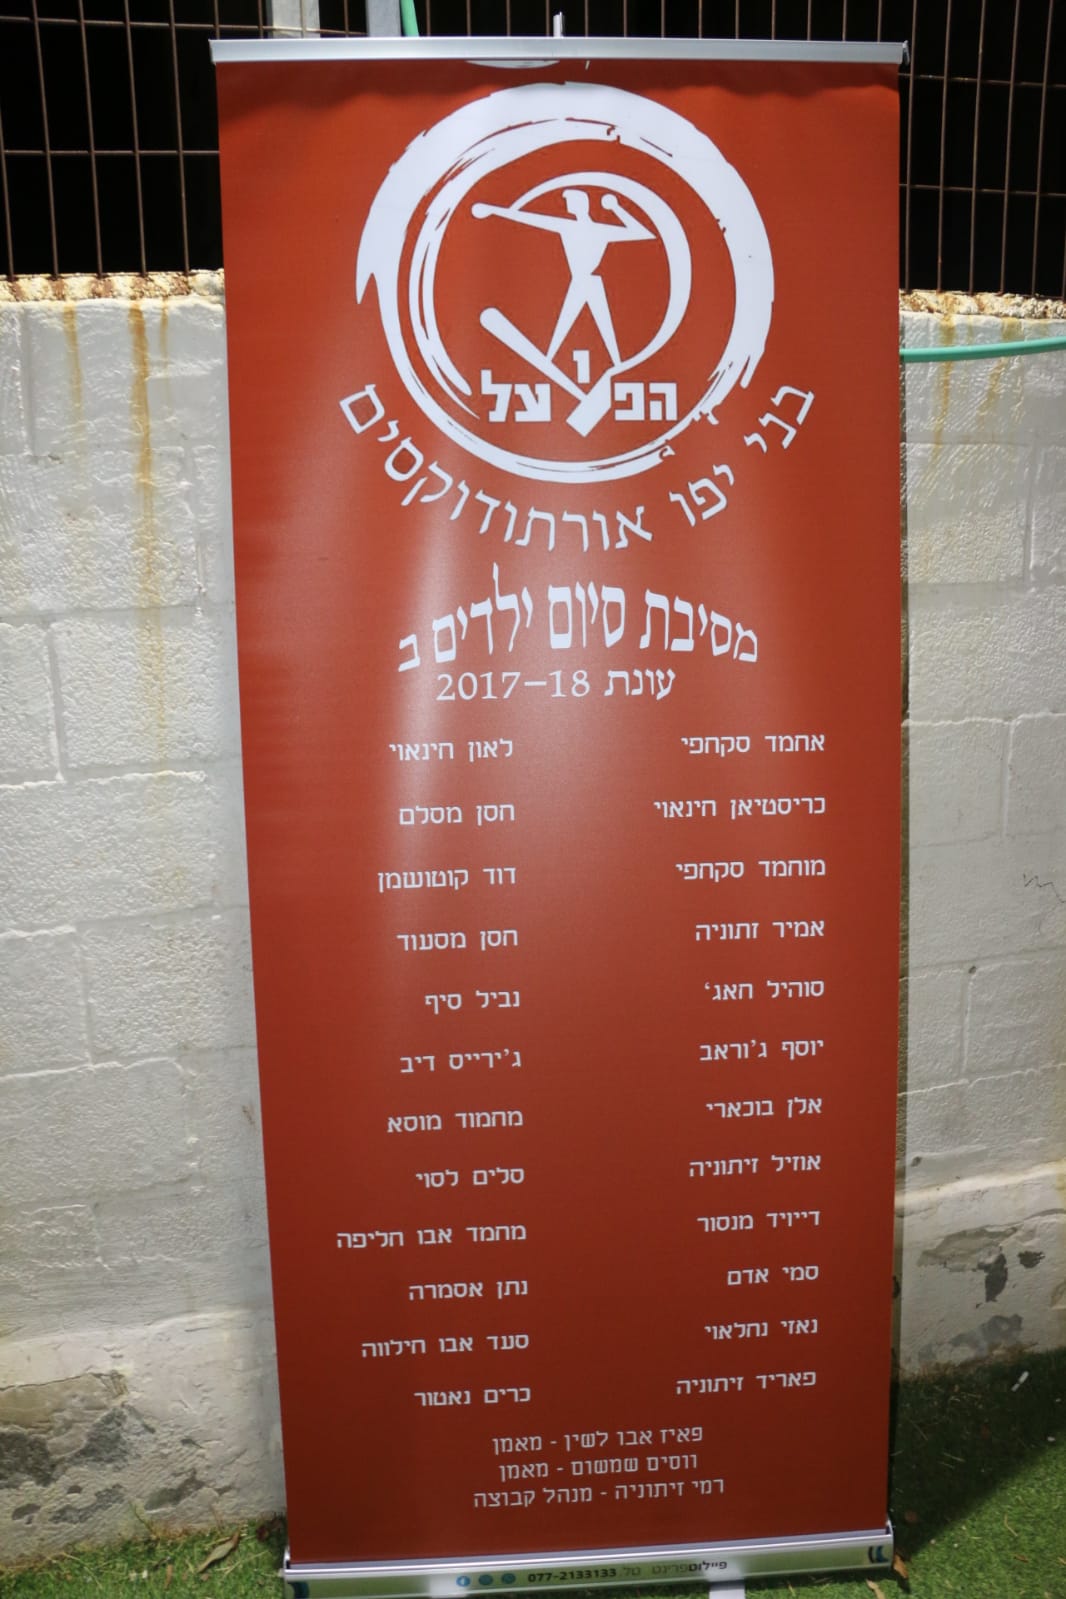 הפועל
בני יפו אורתודוקסים
מסיבת סיום ילדים ב
עונת 2017-18
אחמד סקחפי
כריסטיאן חינאוי
מוחמד סקחפי
אמיר זתוניה
סוהיל חאג׳
יוסף ג'וראב
אלן בוכארי
אוזיל זיתוניה
דייויד מנסור
סמי אדם
נאזי נחלאוי
פאריד זיתוניה
לאון חינאוי
חסן מסלם
דוד קוטושמן
חסן מסעוד
נביל סיף
ג'ירייס דיב
מחמוד מוסא
סלים לסוי
מחמד אבו חליפה
נתן אסמרה
סעד אבו חילווה
כרים נאטור
פאיז אבו לשין - מאמן
ווסים שמשום - מאמן
רמי זיתוניה - מנהל קבוצה
פיילוטפרינט טל. 077-2133133